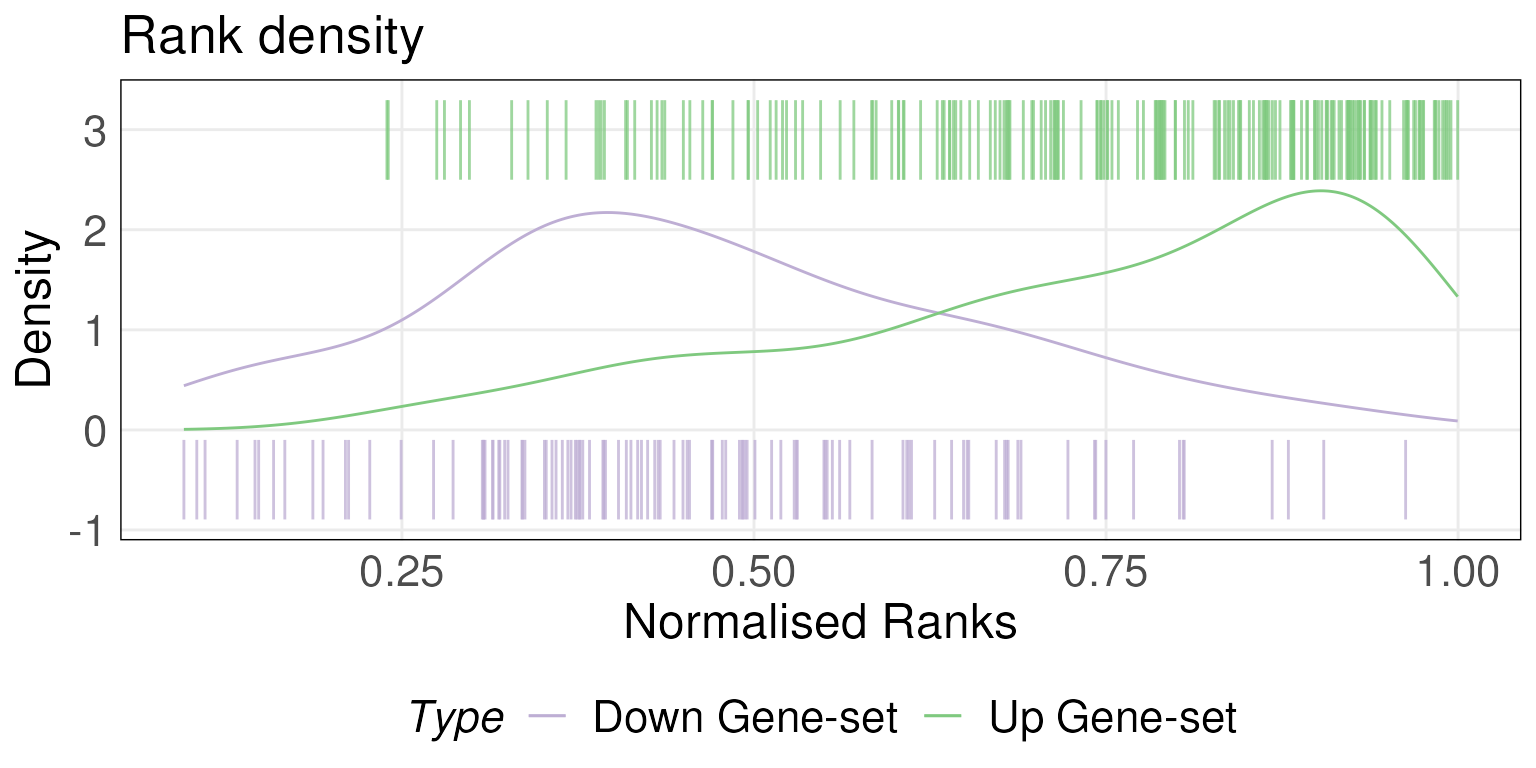 Rank density
Density
3
2
1
0
-1
0.25 0.50 0.75 1.00
Normalised Ranks
Type Down Gene-set Up Gene-set